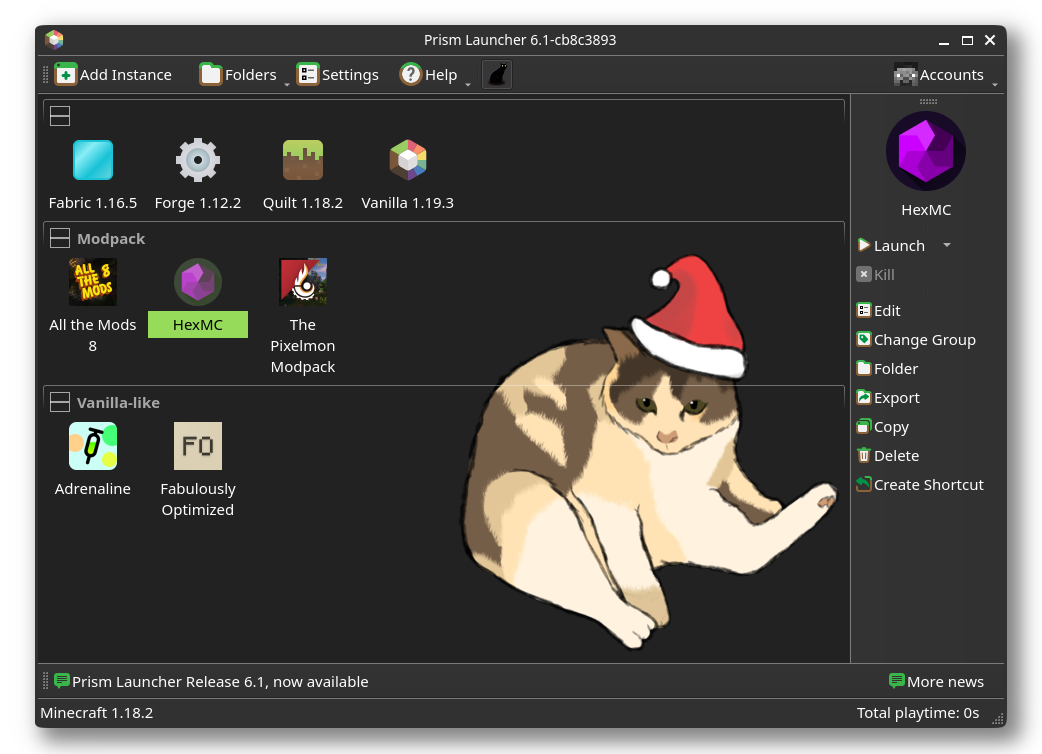 Prism Launcher 6.1-cb8c3893
Add Instance Folders Settings Help Accounts
Fabric 1.16.5 Forge 1.12.2 Quilt 1.18.2 Vanilla 1.19.3
Modpack
ALL THE MODS 8
All the Mods 8
HexMC
The Pixelmon Modpack
Vanilla-like
FO
Adrenaline
Fabulously Optimized
HexMC
Launch
Kill
Edit
Change Group
Folder
Export
Copy
Delete
Create Shortcut
Prism Launcher Release 6.1, now available
More news
Minecraft 1.18.2
Total playtime: 0s